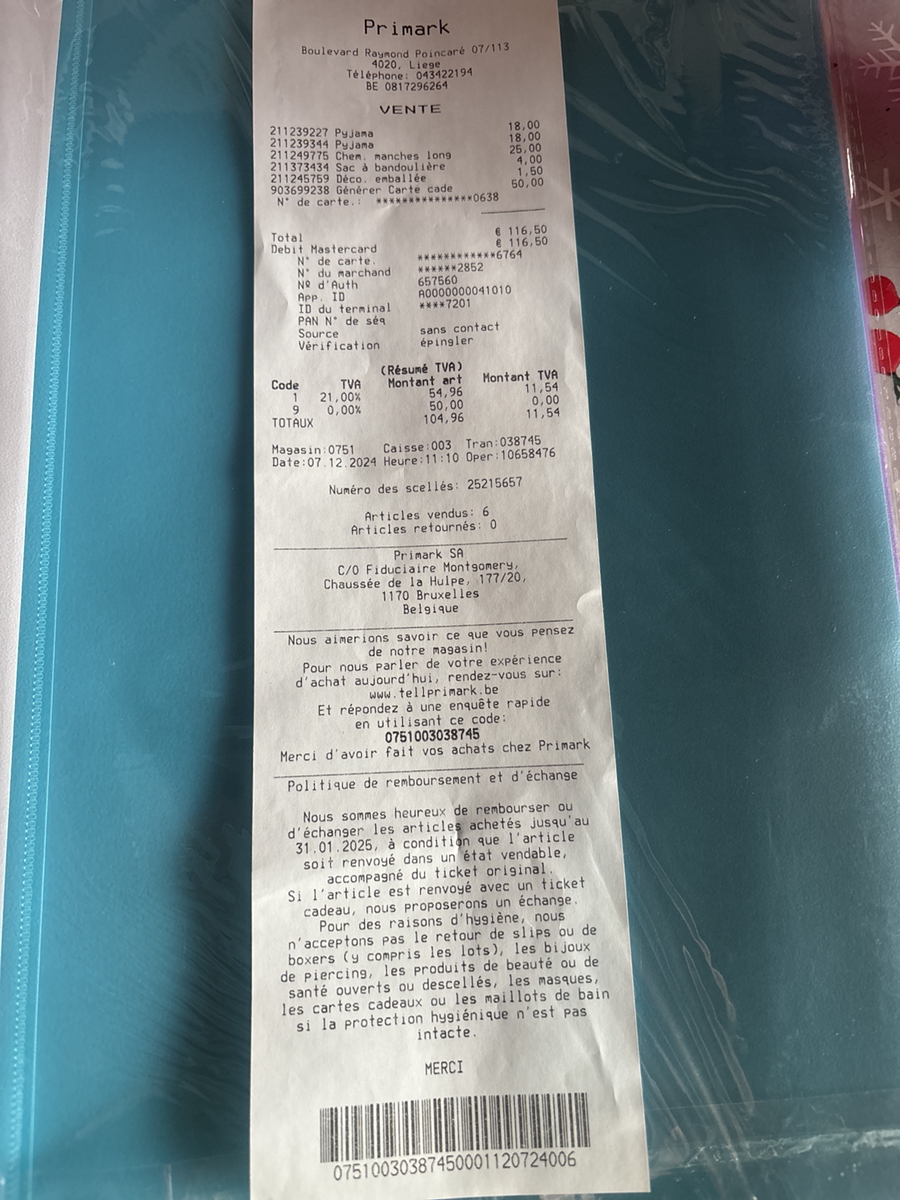 Primark
Boulevard Raymond Poincaré 07/113
4020, Liege
Téléphone: 043422194
BE 0817296264
VENTE
211239227 Pyjama 18,00
211239344 Pyjama 18,00
211249775 Chem. manches long 25,00
211373434 Sac à bandoulière 4,00
211245759 Déco. emballée 1,50
903699238 Générer Carte cade 50,00
N° de carte.: ***************0638
Total € 116,50
Debit Mastercard € 116,50
N° de carte. ************6764
N° du marchand ******2852
Nº d'Auth 657560
App. ID A0000000041010
ID du terminal ****7201
PAN N° de séq
Source sans contact
Vérification épingler
(Résumé TVA)
Code TVA Montant art Montant TVA
1 21,00% 54,96 11,54
9 0,00% 50,00 0,00
TOTAUX 104,96 11,54
Magasin:0751 Caisse:003 Tran:038745
Date:07.12.2024 Heure:11:10 Oper:10658476
Numéro des scellés: 25215657
Articles vendus: 6
Articles retournés: 0
Primark SA
C/O Fiduciaire Montgomery,
Chaussée de la Hulpe, 177/20,
1170 Bruxelles
Belgique
Nous aimerions savoir ce que vous pensez
de notre magasin!
Pour nous parler de votre expérience
d'achat aujourd'hui, rendez-vous sur:
www.tellprimark.be
Et répondez à une enquête rapide
en utilisant ce code:
0751003038745
Merci d'avoir fait vos achats chez Primark
Politique de remboursement et d'échange
Nous sommes heureux de rembourser ou
d'échanger les articles achetés jusqu'au
31.01.2025, à condition que l'article
soit renvoyé dans un état vendable,
accompagné du ticket original.
Si l'article est renvoyé avec un ticket
cadeau, nous proposerons un échange.
Pour des raisons d'hygiène, nous
n'acceptons pas le retour de slips ou de
boxers (y compris les lots), les bijoux
de piercing, les produits de beauté ou de
santé ouverts ou descellés, les masques,
les cartes cadeaux ou les maillots de bain
si la protection hygiénique n'est pas
intacte.
MERCI
075100303874500011207​24006